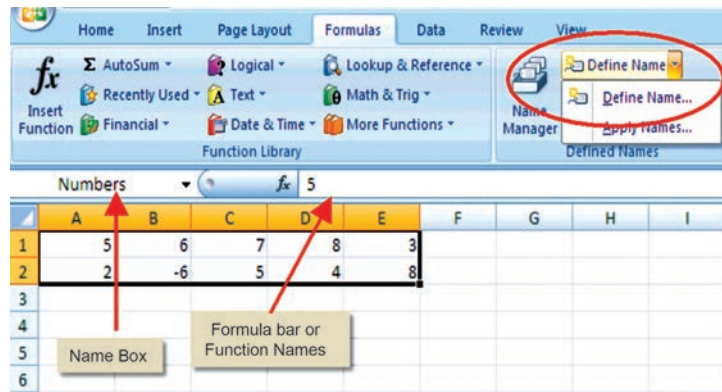 Home Insert Page Layout Formulas Data Review View
fx Insert Function
Σ AutoSum
Recently Used
Financial
Logical
Text
Date & Time
Lookup & Reference
Math & Trig
More Functions
Function Library
Name Manager
Define Name
Define Name...
Apply Names...
Defined Names
Numbers fx 5
A B C D E F G H I
1 5 6 7 8 3
2 2 -6 5 4 8
3
4
5
6
Name Box
Formula bar or
Function Names